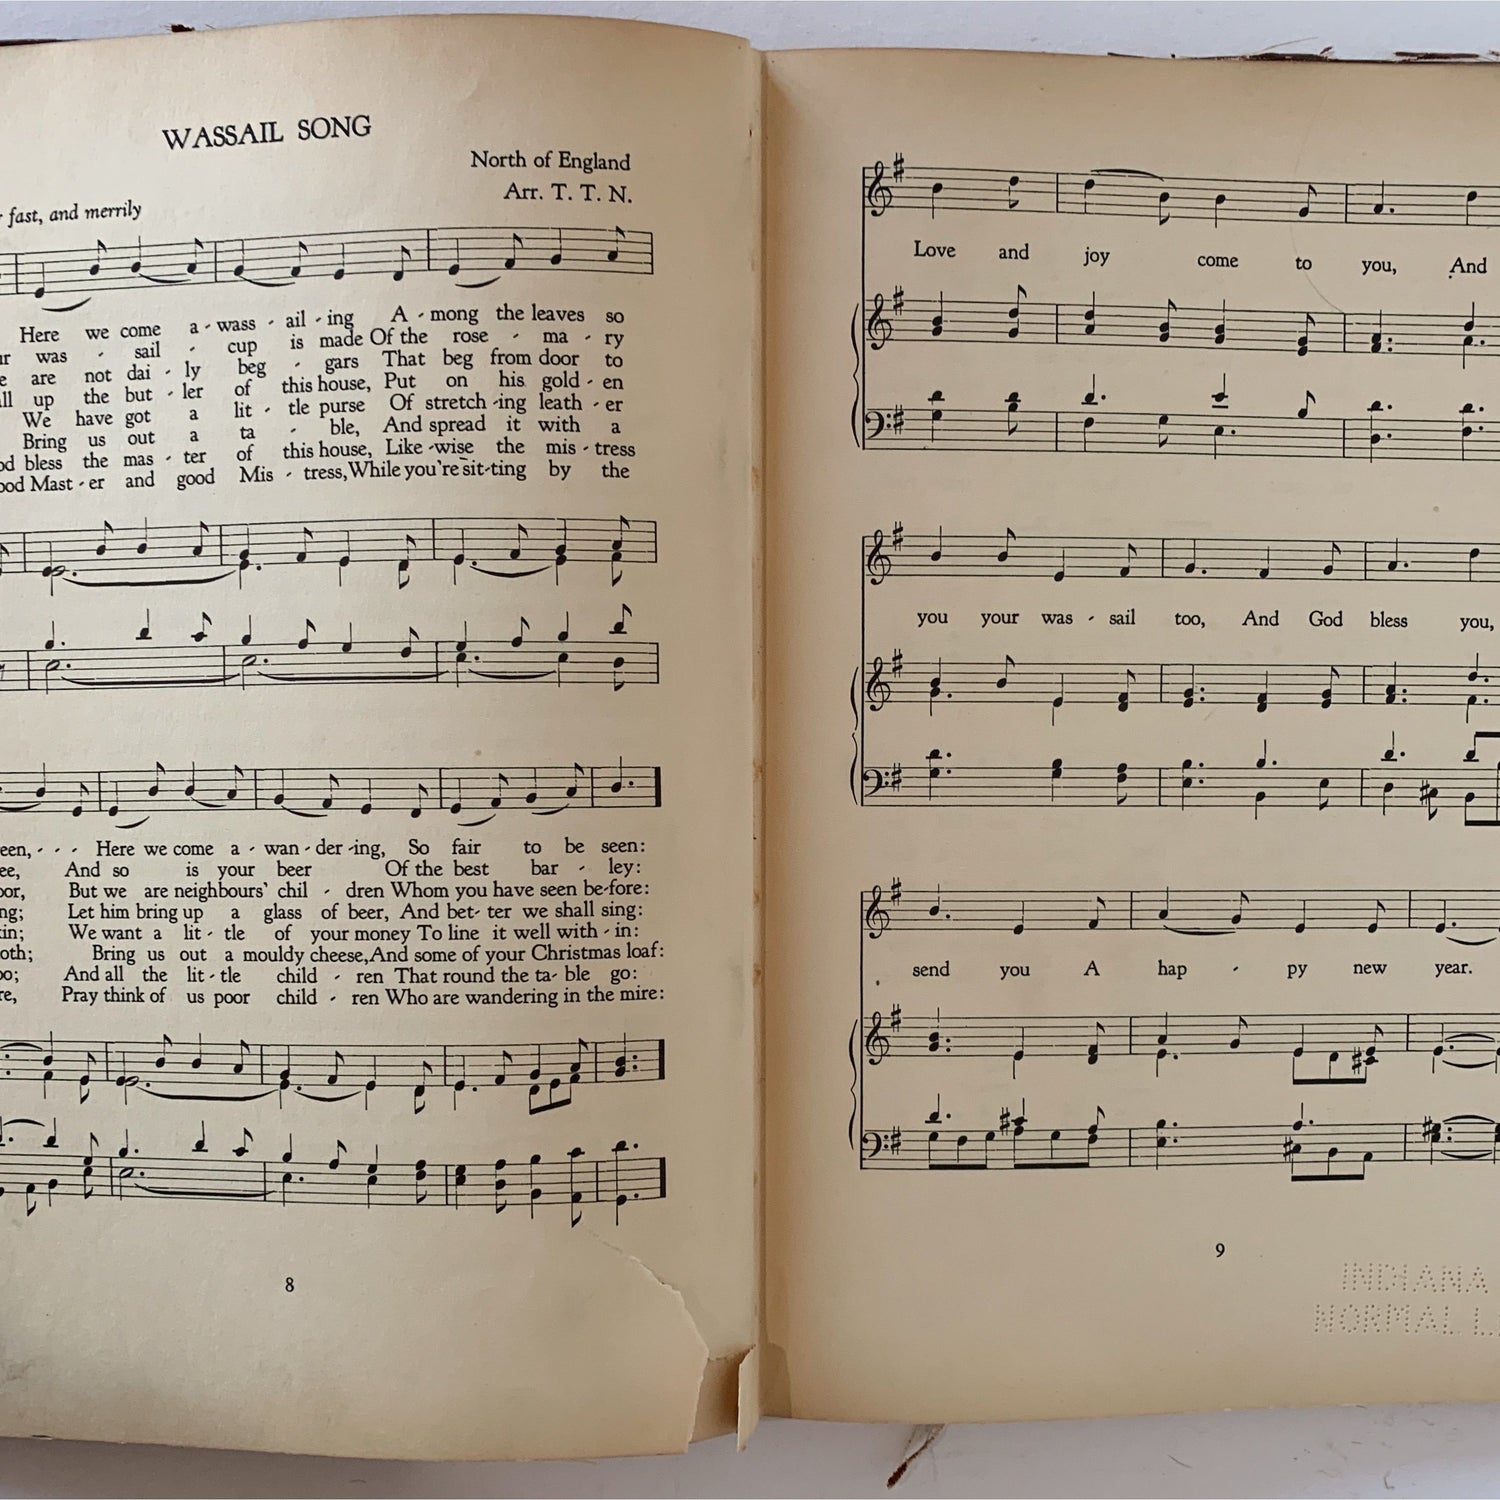 WASSAIL SONG
North of England
Arr. T. T. N.
fast, and merrily
Here we come a - wass - ail - ing A - mong the leaves so
was - sail - cup is made Of the rose - ma - ry
are not dai - ly beg - gars That beg from door to
up the but - ler of this house, Put on his gold - en
We have got a lit - tle purse Of stretch - ing leath - er
Bring us out a ta - ble, And spread it with a
bless the mas - ter of this house, Like - wise the mis - tress
Mast - er and good Mis - tress, While you're sit - ting by the
een, - - - Here we come a - wan - der - ing, So fair to be seen:
ee, And so is your beer Of the best bar - ley:
oor, But we are neighbours' chil - dren Whom you have seen be-fore:
ng; Let him bring up a glass of beer, And bet - ter we shall sing:
kin; We want a lit - tle of your money To line it well with - in:
oth; Bring us out a mouldy cheese, And some of your Christmas loaf:
oo; And all the lit - tle child - ren That round the ta - ble go:
re, Pray think of us poor child - ren Who are wandering in the mire:
8
Love and joy come to you, And
you your was - sail too, And God bless you,
send you A hap - py new year.
9
INDIANA
NORMAL